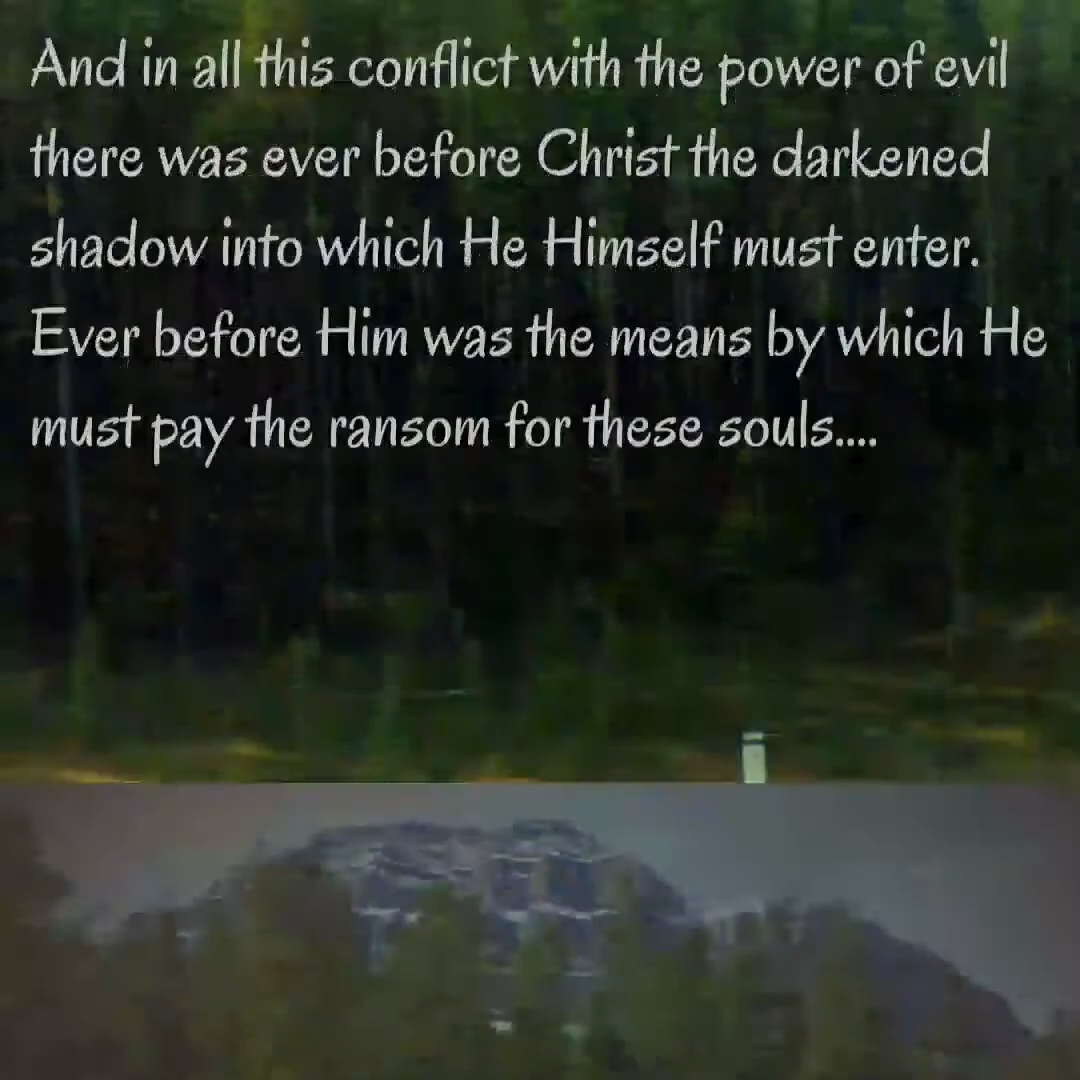 And in all this conflict with the power of evil
there was ever before Christ the darkened
shadow into which He Himself must enter.
Ever before Him was the means by which He
must pay the ransom for these souls....